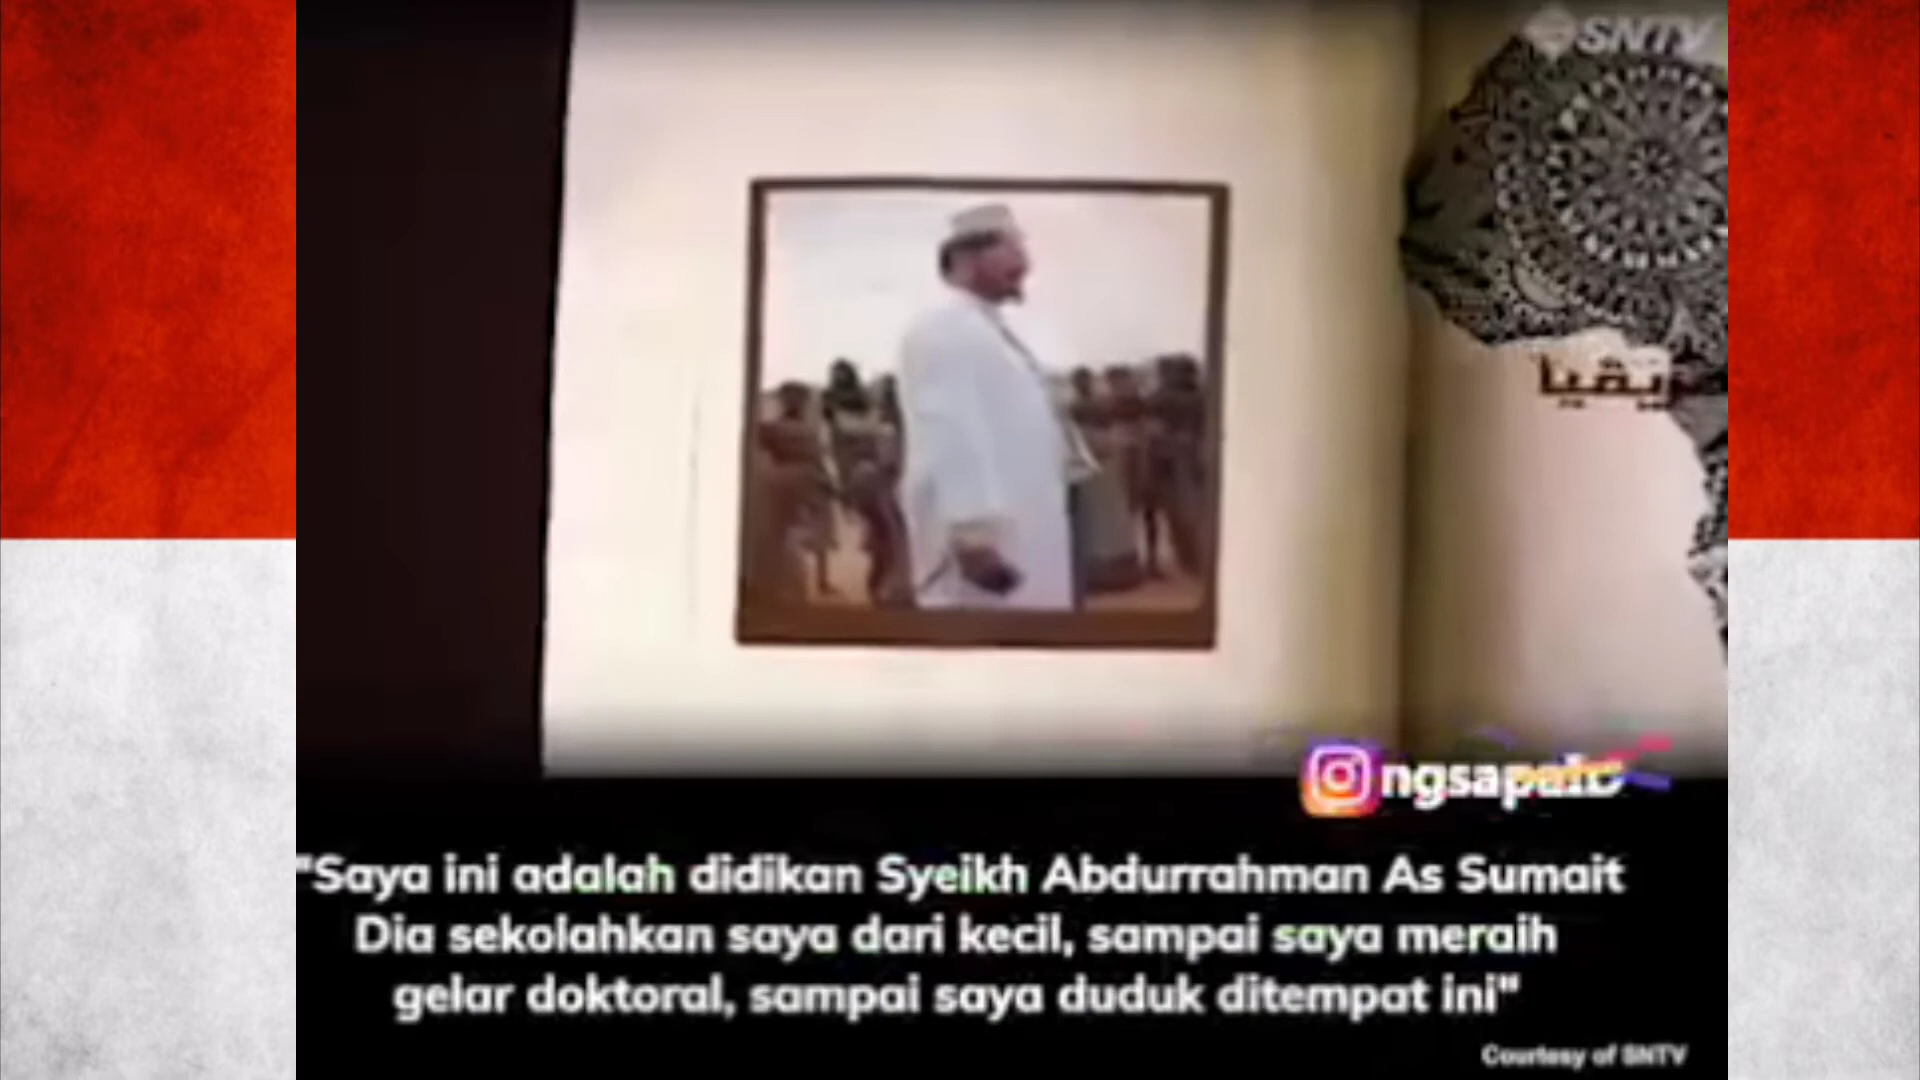 SNTV
"Saya ini adalah didikan Syeikh Abdurrahman As Sumait
Dia sekolahkan saya dari kecil, sampai saya meraih
gelar doktoral, sampai saya duduk ditempat ini"
Courtesy of SNTV